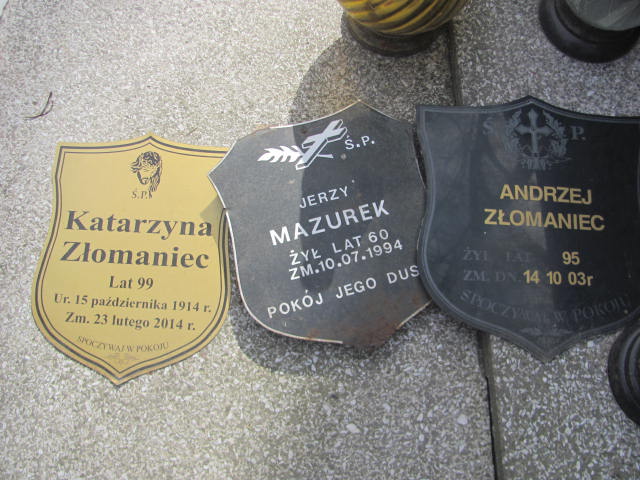 Ś.P.
Katarzyna
Złomaniec
Lat 99
Ur. 15 października 1914 r.
Zm. 23 lutego 2014 r.
SPOCZYWAJ W POKOJU
Ś.P.
JERZY
MAZUREK
ŻYŁ LAT 60
ZM.10.07.1994
POKÓJ JEGO DUS
Ś. P.
ANDRZEJ
ZŁOMANIEC
ŻYŁ LAT 95
ZM. DN. 14 10 03r
SPOCZYWAJ W POKOJU